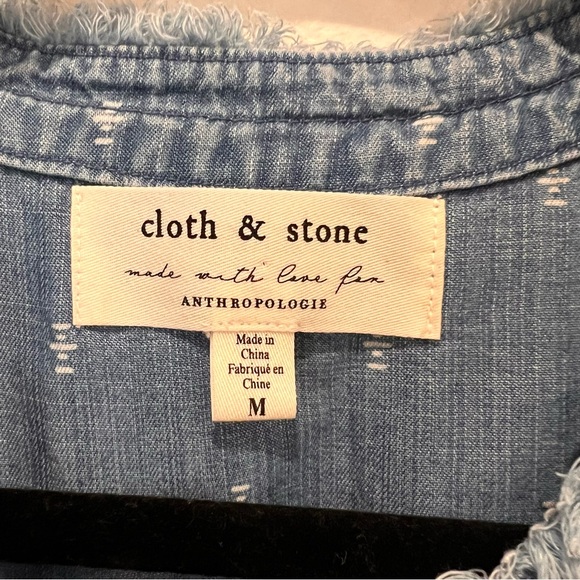 cloth & stone
made with love for
ANTHROPOLOGIE
Made in
China
Fabriqué en
Chine
M